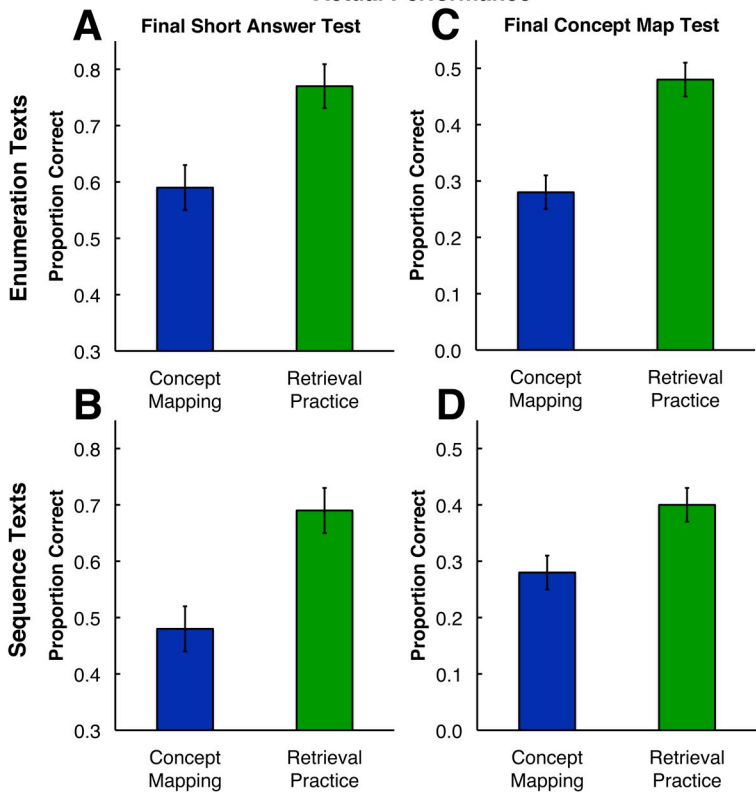 A
Final Short Answer Test
Enumeration Texts
Proportion Correct
0.8
0.7
0.6
0.5
0.4
0.3
Concept
Mapping
Retrieval
Practice
C
Final Concept Map Test
Proportion Correct
0.5
0.4
0.3
0.2
0.1
0.0
Concept
Mapping
Retrieval
Practice
B
Sequence Texts
Proportion Correct
0.8
0.7
0.6
0.5
0.4
0.3
Concept
Mapping
Retrieval
Practice
D
Proportion Correct
0.5
0.4
0.3
0.2
0.1
0.0
Concept
Mapping
Retrieval
Practice